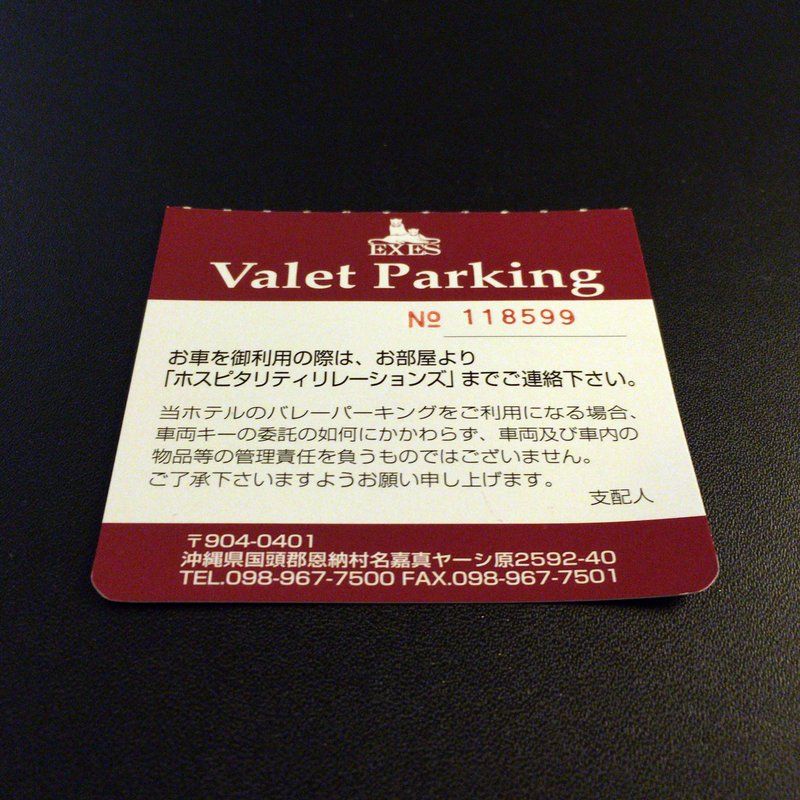 EXES
Valet Parking
№ 118599
お車を御利用の際は、お部屋より
「ホスピタリティリレーションズ」までご連絡下さい。
当ホテルのバレーパーキングをご利用になる場合、
車両キーの委託の如何にかかわらず、車両及び車内の
物品等の管理責任を負うものではございません。
ご了承下さいますようお願い申し上げます。
支配人
〒904-0401
沖縄県国頭郡恩納村名嘉真ヤーシ原2592-40
TEL.098-967-7500 FAX.098-967-7501